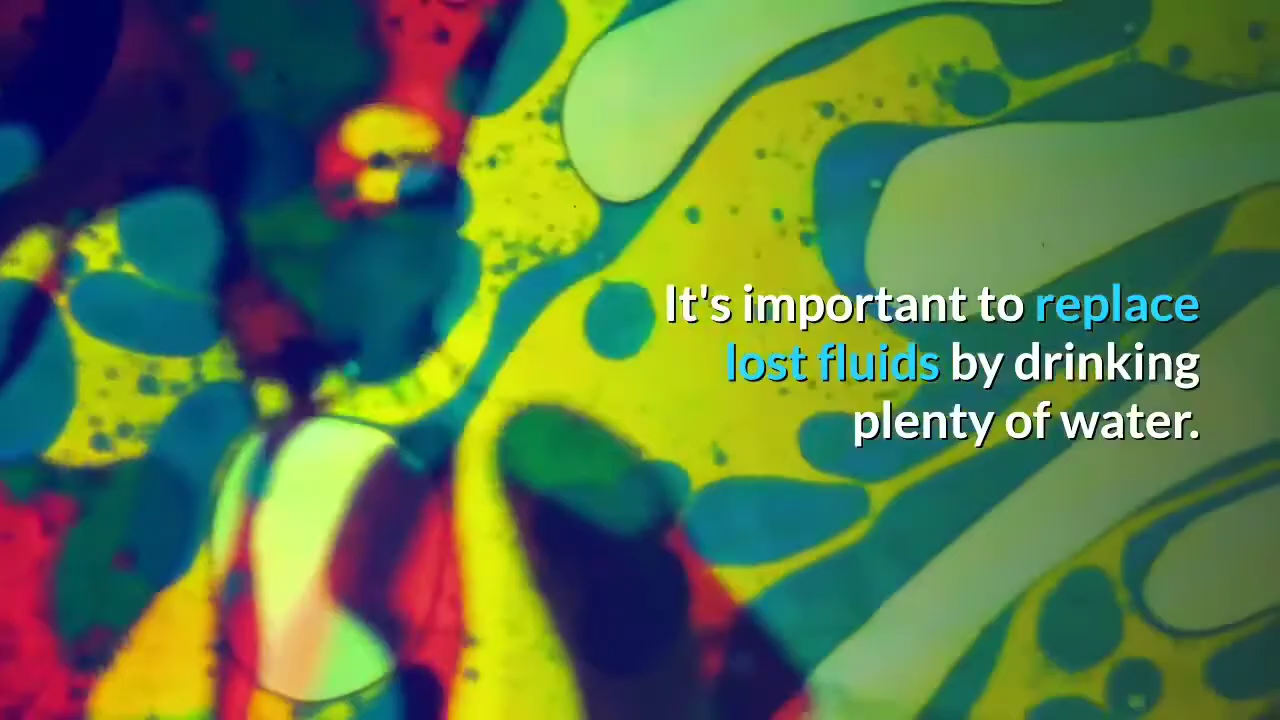 It's important to replace
lost fluids by drinking
plenty of water.